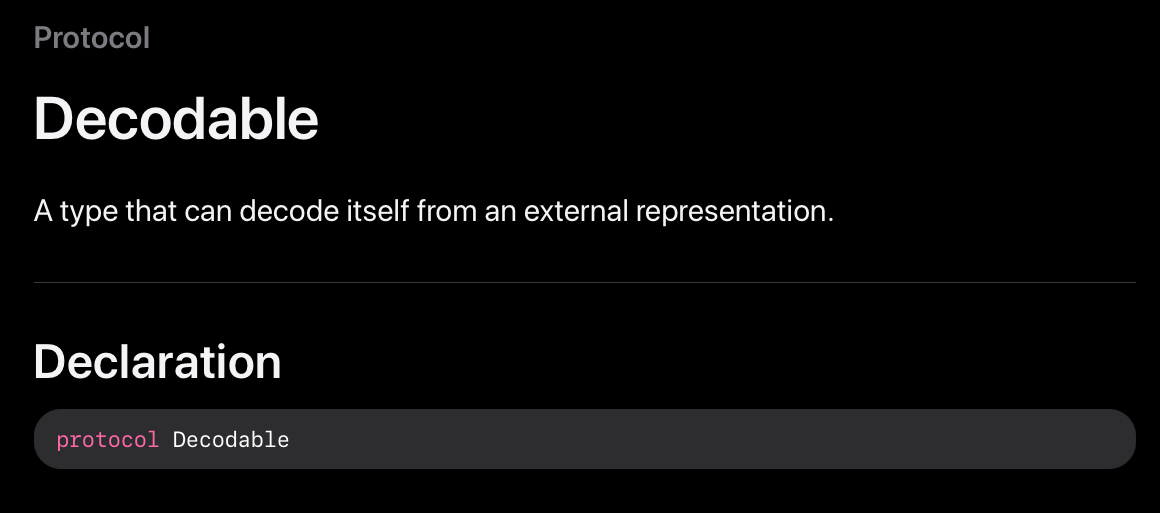 Protocol
Decodable
A type that can decode itself from an external representation.
Declaration
protocol Decodable